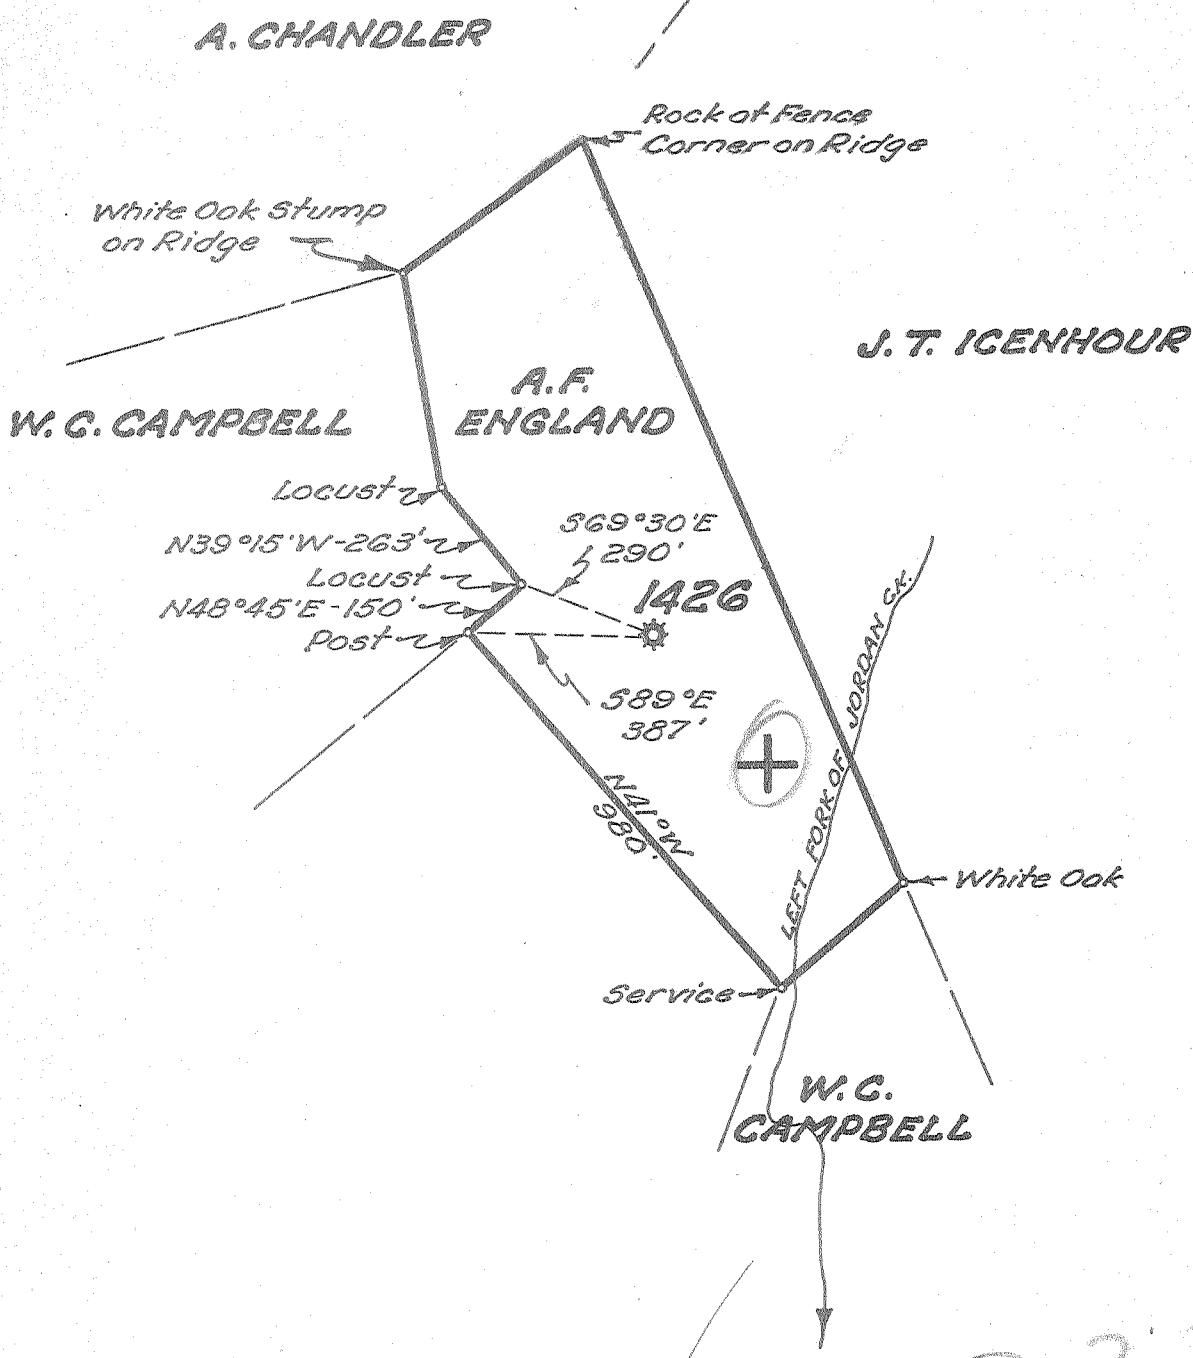 A. CHANDLER
Rock at Fence
Corner on Ridge
White Oak Stump
on Ridge
J. T. ICENHOUR
A. F.
ENGLAND
W. C. CAMPBELL
Locust
S69°30'E
290'
N39°15'W-263'
Locust
1426
N48°45'E-150'
Post
S89°E
387'
N41°W
980'
LEFT FORK OF JORDAN CK.
White Oak
Service
W. C.
CAMPBELL